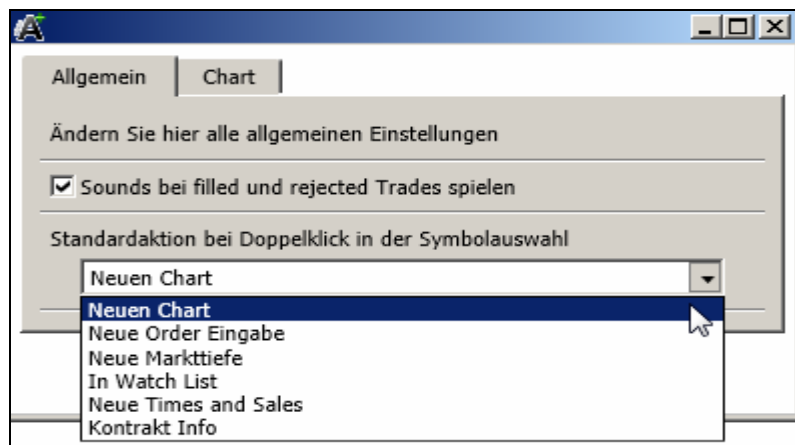 Allgemein Chart
Ändern Sie hier alle allgemeinen Einstellungen
Sounds bei filled und rejected Trades spielen
Standardaktion bei Doppelklick in der Symbolauswahl
Neuen Chart
Neuen Chart
Neue Order Eingabe
Neue Markttiefe
In Watch List
Neue Times and Sales
Kontrakt Info